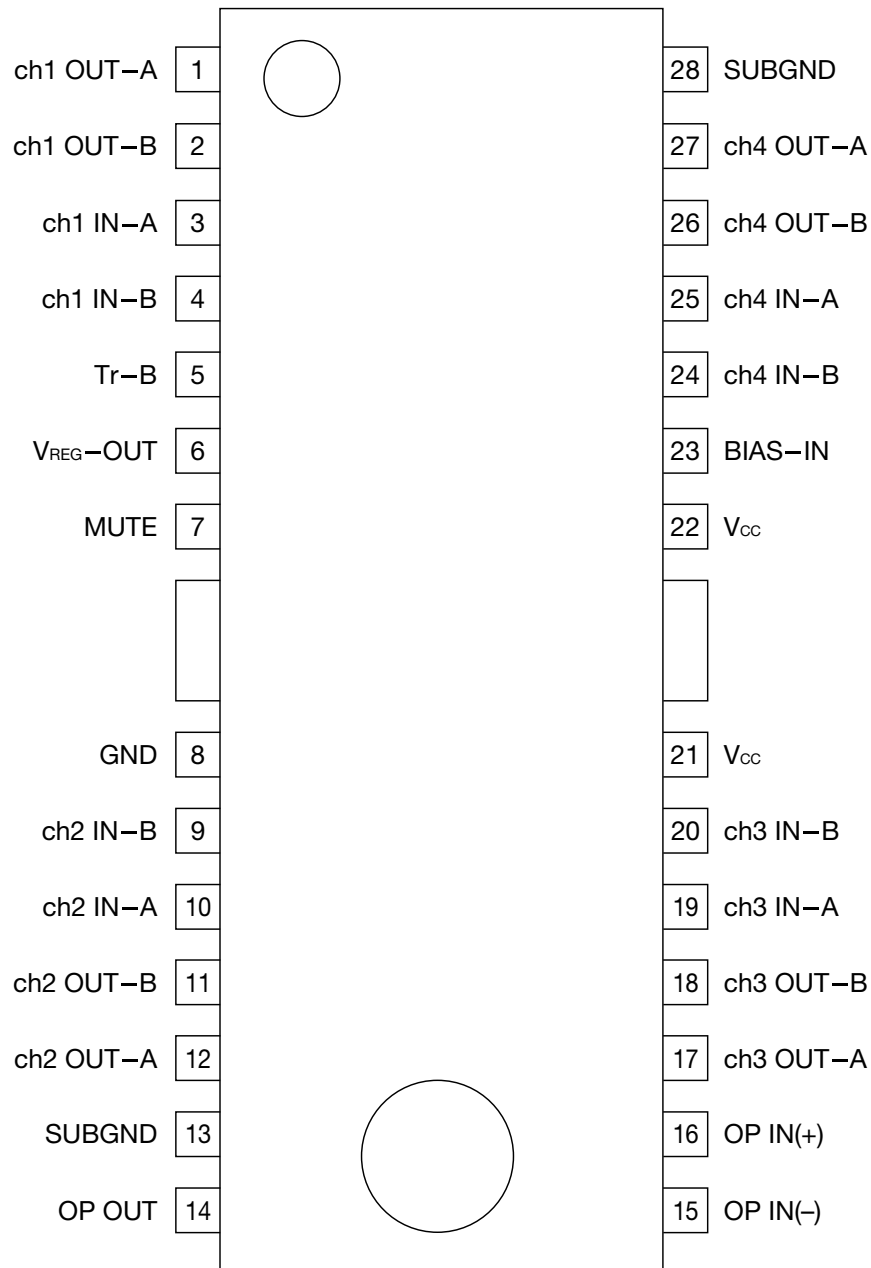 ch1 OUT–A 1 28 SUBGND
ch1 OUT–B 2 27 ch4 OUT–A
ch1 IN–A 3 26 ch4 OUT–B
ch1 IN–B 4 25 ch4 IN–A
Tr–B 5 24 ch4 IN–B
VREG–OUT 6 23 BIAS–IN
MUTE 7 22 VCC
GND 8 21 VCC
ch2 IN–B 9 20 ch3 IN–B
ch2 IN–A 10 19 ch3 IN–A
ch2 OUT–B 11 18 ch3 OUT–B
ch2 OUT–A 12 17 ch3 OUT–A
SUBGND 13 16 OP IN(+)
OP OUT 14 15 OP IN(–)